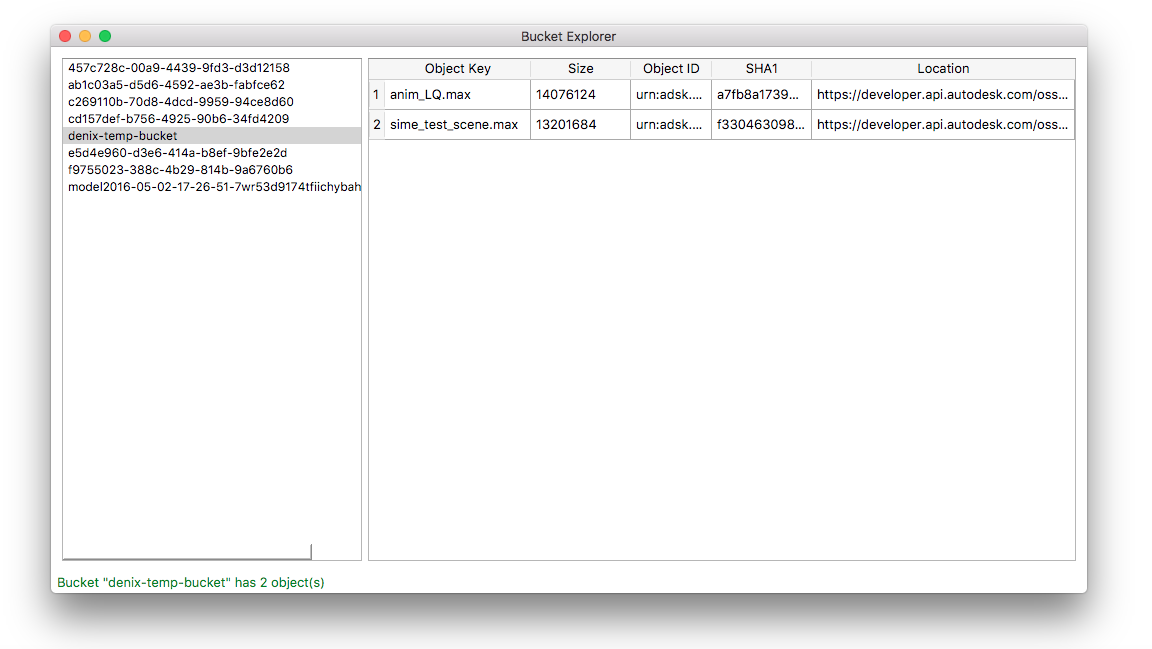 Bucket Explorer
457c728c-00a9-4439-9fd3-d3d12158
ab1c03a5-d5d6-4592-ae3b-fabfce62
c269110b-70d8-4dcd-9959-94ce8d60
cd157def-b756-4925-90b6-34fd4209
denix-temp-bucket
e5d4e960-d3e6-414a-b8ef-9bfe2e2d
f9755023-388c-4b29-814b-9a6760b6
model2016-05-02-17-26-51-7wr53d9174tfiichybah
Object Key Size Object ID SHA1 Location
1 anim_LQ.max 14076124 urn:adsk.... a7fb8a1739... https://developer.api.autodesk.com/oss...
2 sime_test_scene.max 13201684 urn:adsk.... f330463098... https://developer.api.autodesk.com/oss...
Bucket "denix-temp-bucket" has 2 object(s)